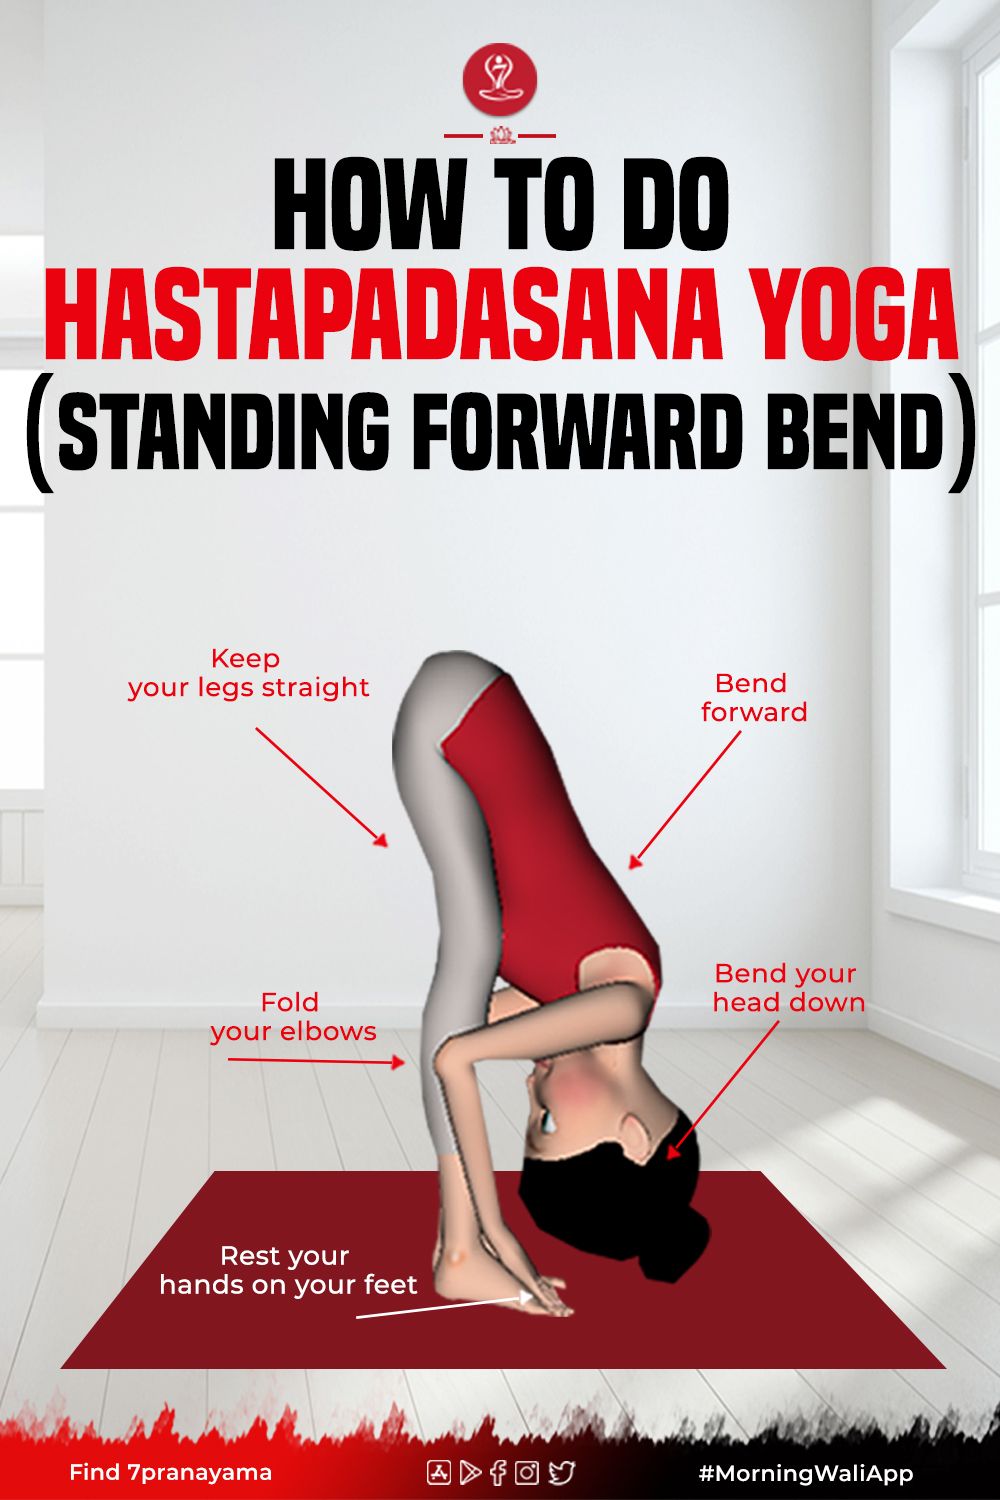 HOW TO DO
HASTAPADASANA YOGA
(STANDING FORWARD BEND)
Keep
your legs straight
Bend
forward
Fold
your elbows
Bend your
head down
Rest your
hands on your feet
Find 7pranayama
#MorningWaliApp